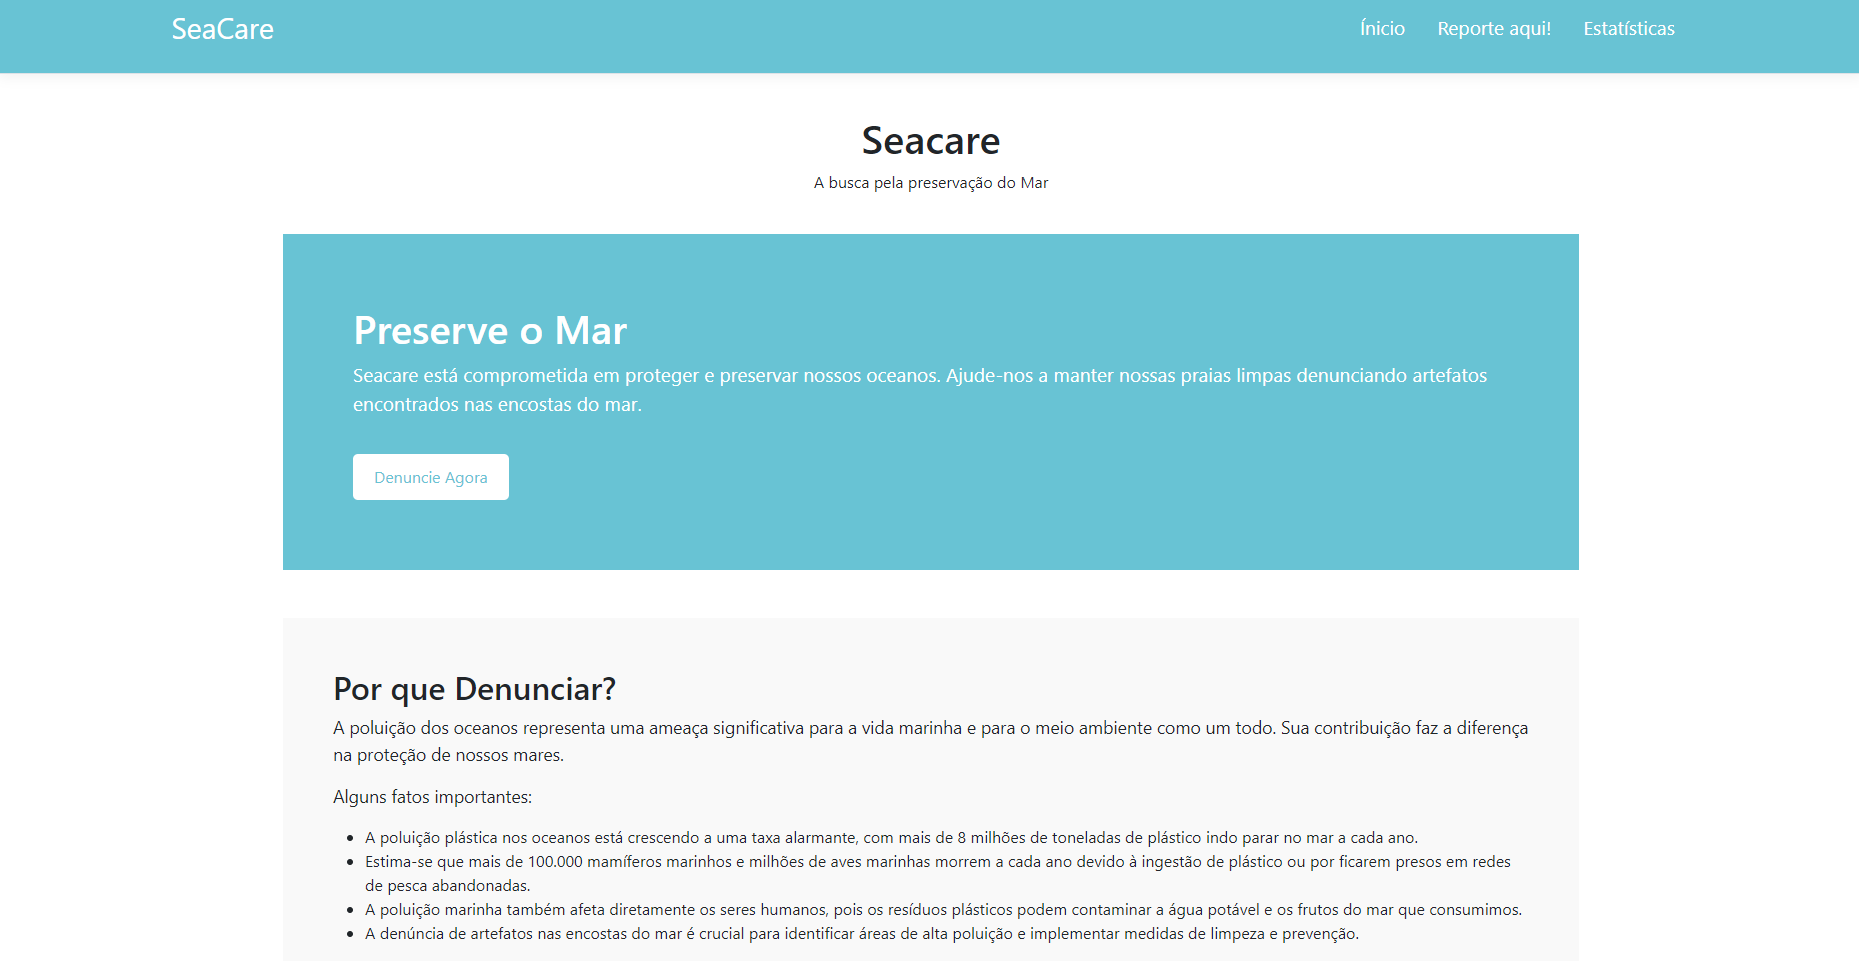 SeaCare
Ínicio Reporte aqui! Estatísticas
Seacare
A busca pela preservação do Mar
Preserve o Mar
Seacare está comprometida em proteger e preservar nossos oceanos. Ajude-nos a manter nossas praias limpas denunciando artefatos
encontrados nas encostas do mar.
Denuncie Agora
Por que Denunciar?
A poluição dos oceanos representa uma ameaça significativa para a vida marinha e para o meio ambiente como um todo. Sua contribuição faz a diferença
na proteção de nossos mares.
Alguns fatos importantes:
• A poluição plástica nos oceanos está crescendo a uma taxa alarmante, com mais de 8 milhões de toneladas de plástico indo parar no mar a cada ano.
• Estima-se que mais de 100.000 mamíferos marinhos e milhões de aves marinhas morrem a cada ano devido à ingestão de plástico ou por ficarem presos em redes
de pesca abandonadas.
• A poluição marinha também afeta diretamente os seres humanos, pois os resíduos plásticos podem contaminar a água potável e os frutos do mar que consumimos.
• A denúncia de artefatos nas encostas do mar é crucial para identificar áreas de alta poluição e implementar medidas de limpeza e prevenção.